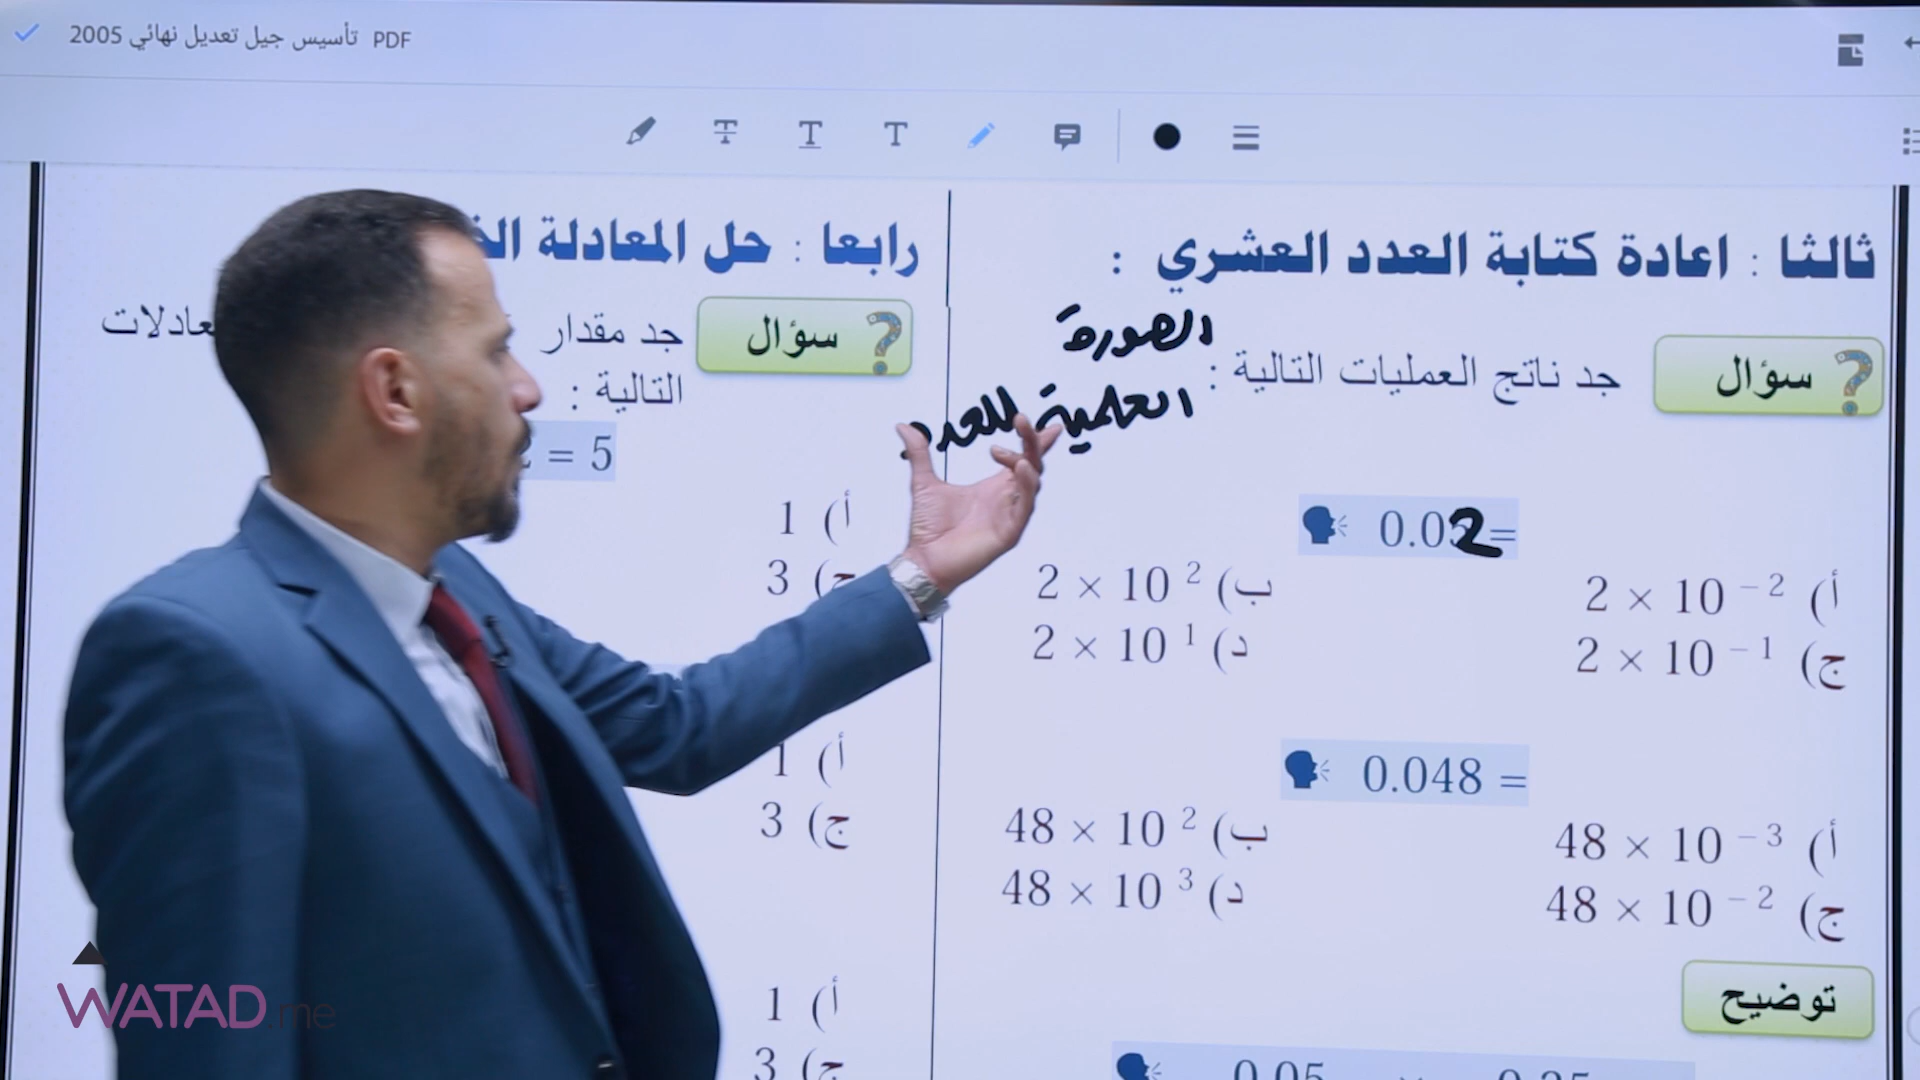 تأسيس جيل تعديل نهائي 2005 PDF
ثالثا : اعادة كتابة العدد العشري :
الصورة
العلمية للعدد
سؤال
جد ناتج العمليات التالية :
0.02 =
أ) 2 × 10 ⁻ ²
ب) 2 × 10 ²
ج) 2 × 10 ⁻ ¹
د) 2 × 10 ¹
0.048 =
أ) 48 × 10 ⁻ ³
ب) 48 × 10 ²
ج) 48 × 10 ⁻ ²
د) 48 × 10 ³
توضيح
رابعا : حل المعادلة
سؤال
جد مقدار
التالية :
= 5
أ) 1
ج) 3
أ) 1
ج) 3
أ) 1
ج) 3
WATAD.me